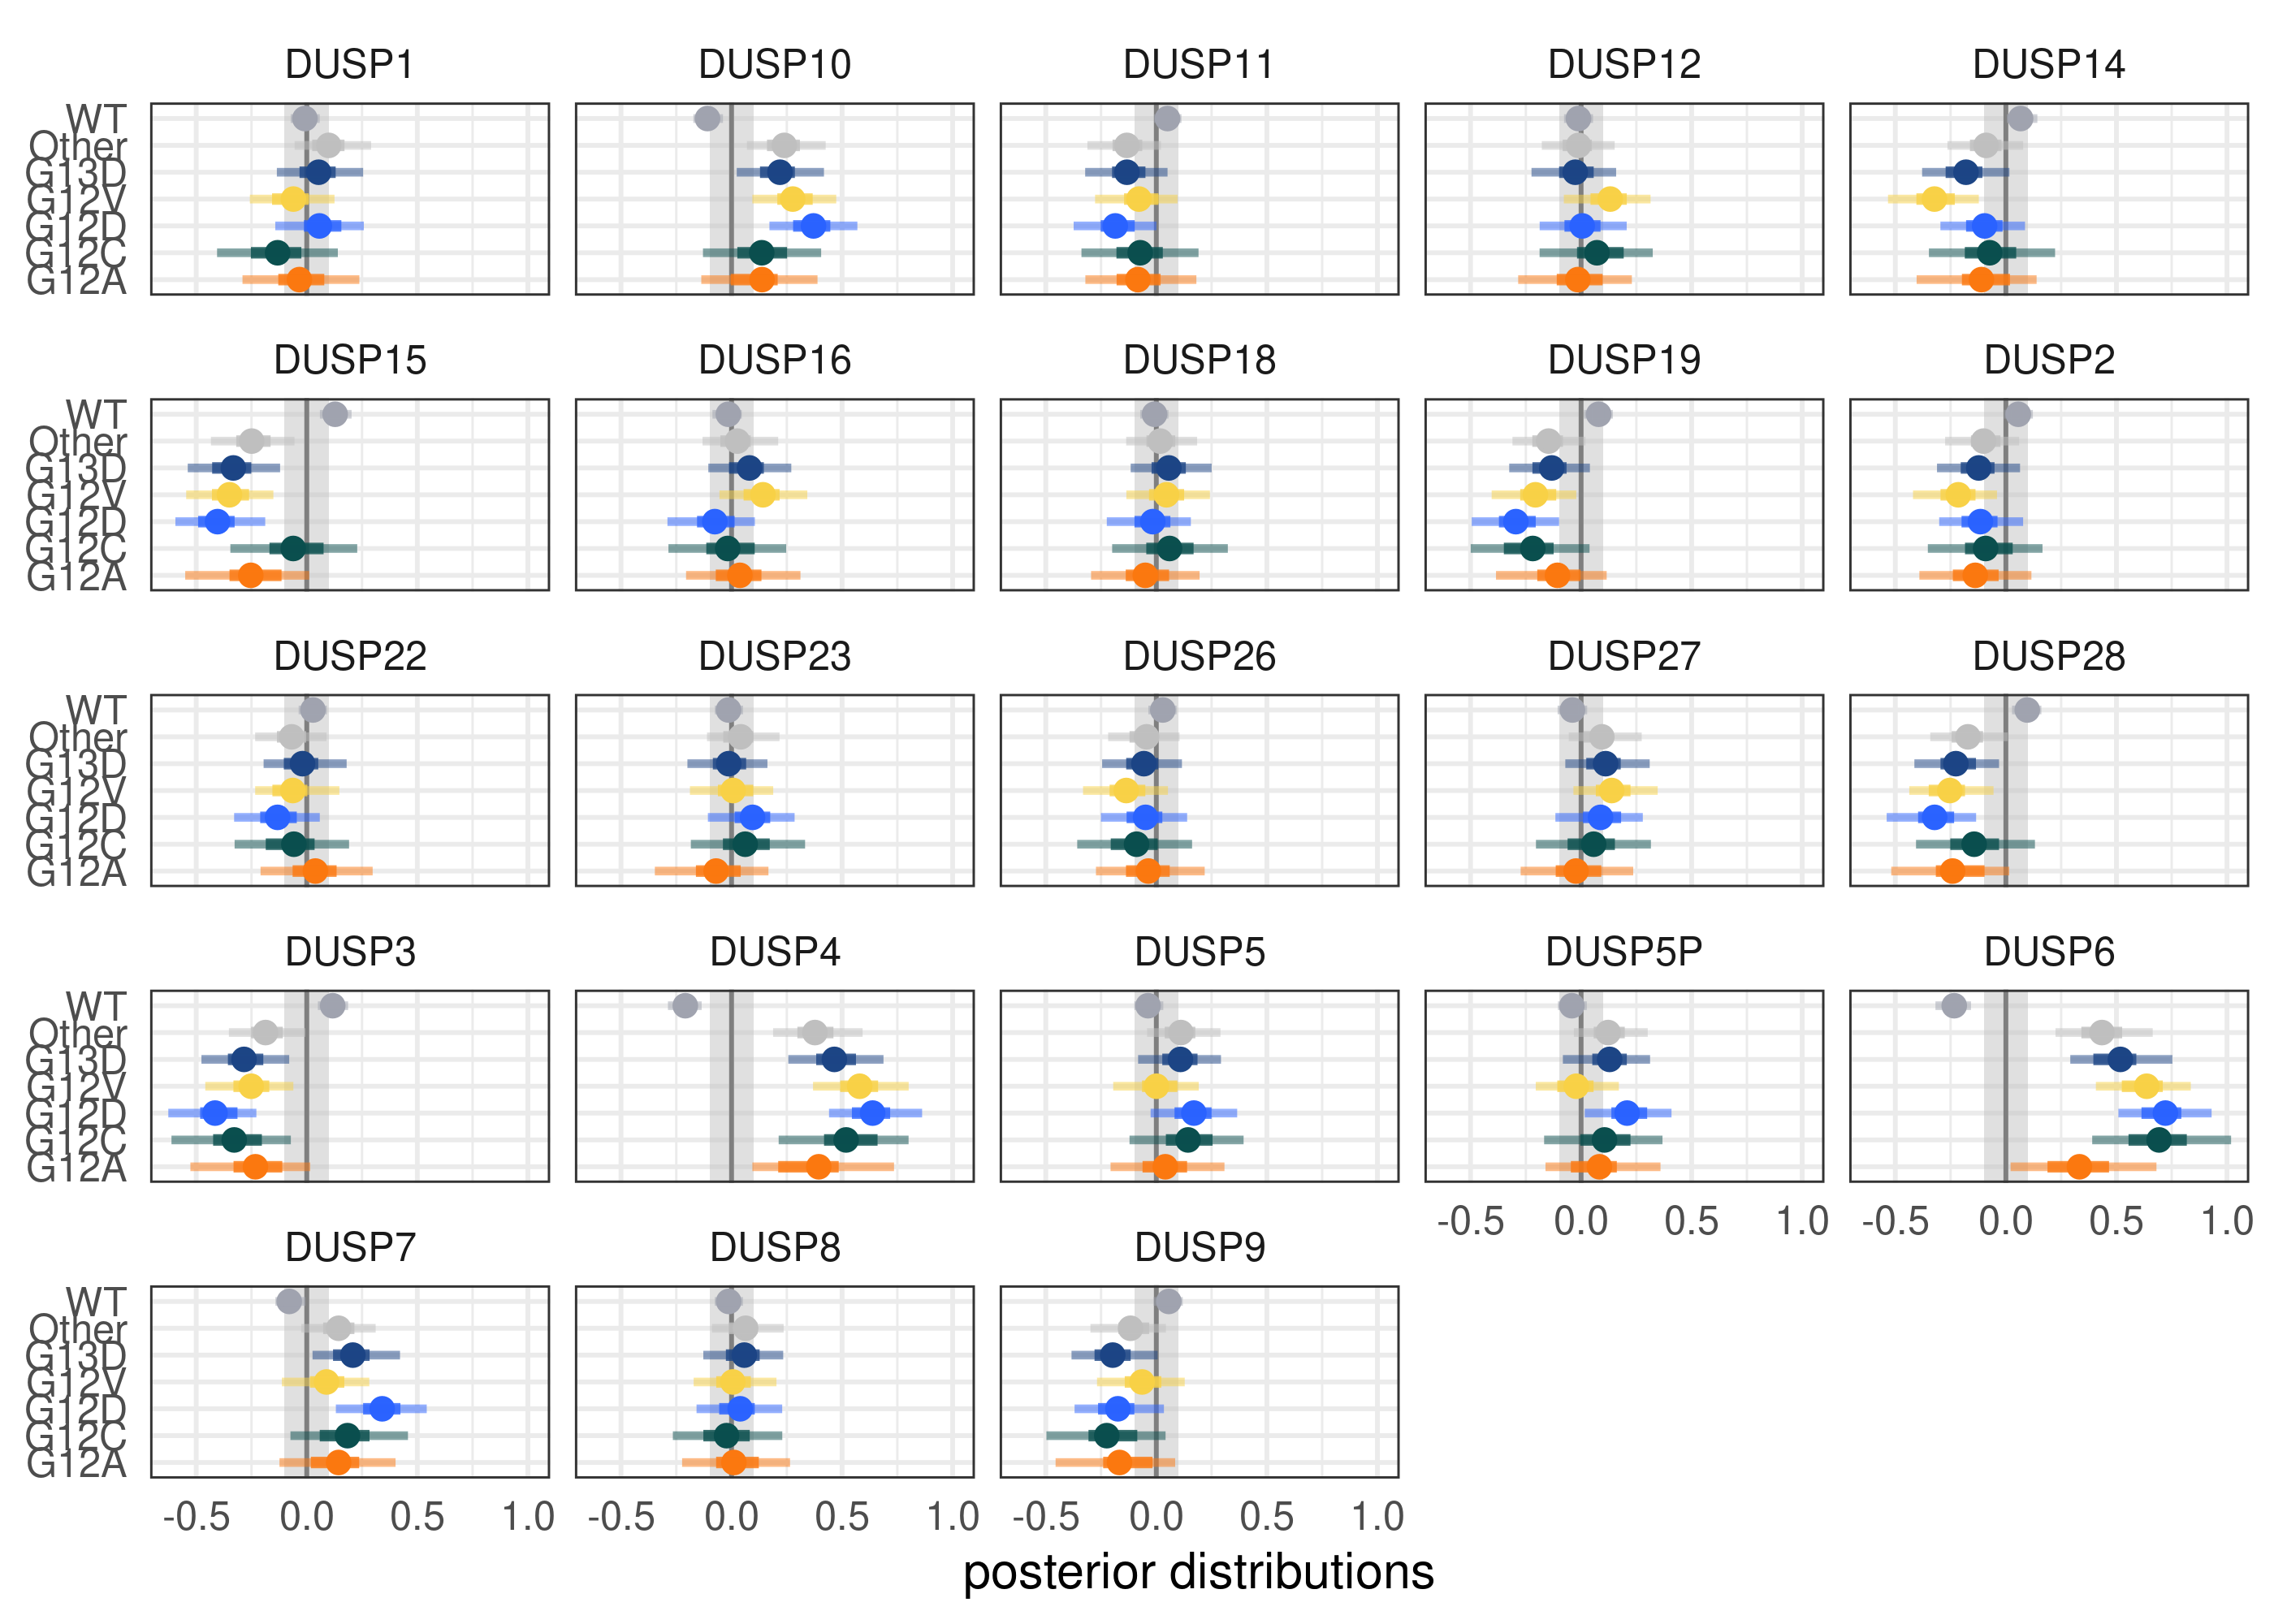 DUSP1 DUSP10 DUSP11 DUSP12 DUSP14
WT
Other
G13D
G12V
G12D
G12C
G12A
DUSP15 DUSP16 DUSP18 DUSP19 DUSP2
WT
Other
G13D
G12V
G12D
G12C
G12A
DUSP22 DUSP23 DUSP26 DUSP27 DUSP28
WT
Other
G13D
G12V
G12D
G12C
G12A
DUSP3 DUSP4 DUSP5 DUSP5P DUSP6
WT
Other
G13D
G12V
G12D
G12C
G12A
-0.5 0.0 0.5 1.0 -0.5 0.0 0.5 1.0
DUSP7 DUSP8 DUSP9
WT
Other
G13D
G12V
G12D
G12C
G12A
-0.5 0.0 0.5 1.0 -0.5 0.0 0.5 1.0 -0.5 0.0 0.5 1.0
posterior distributions